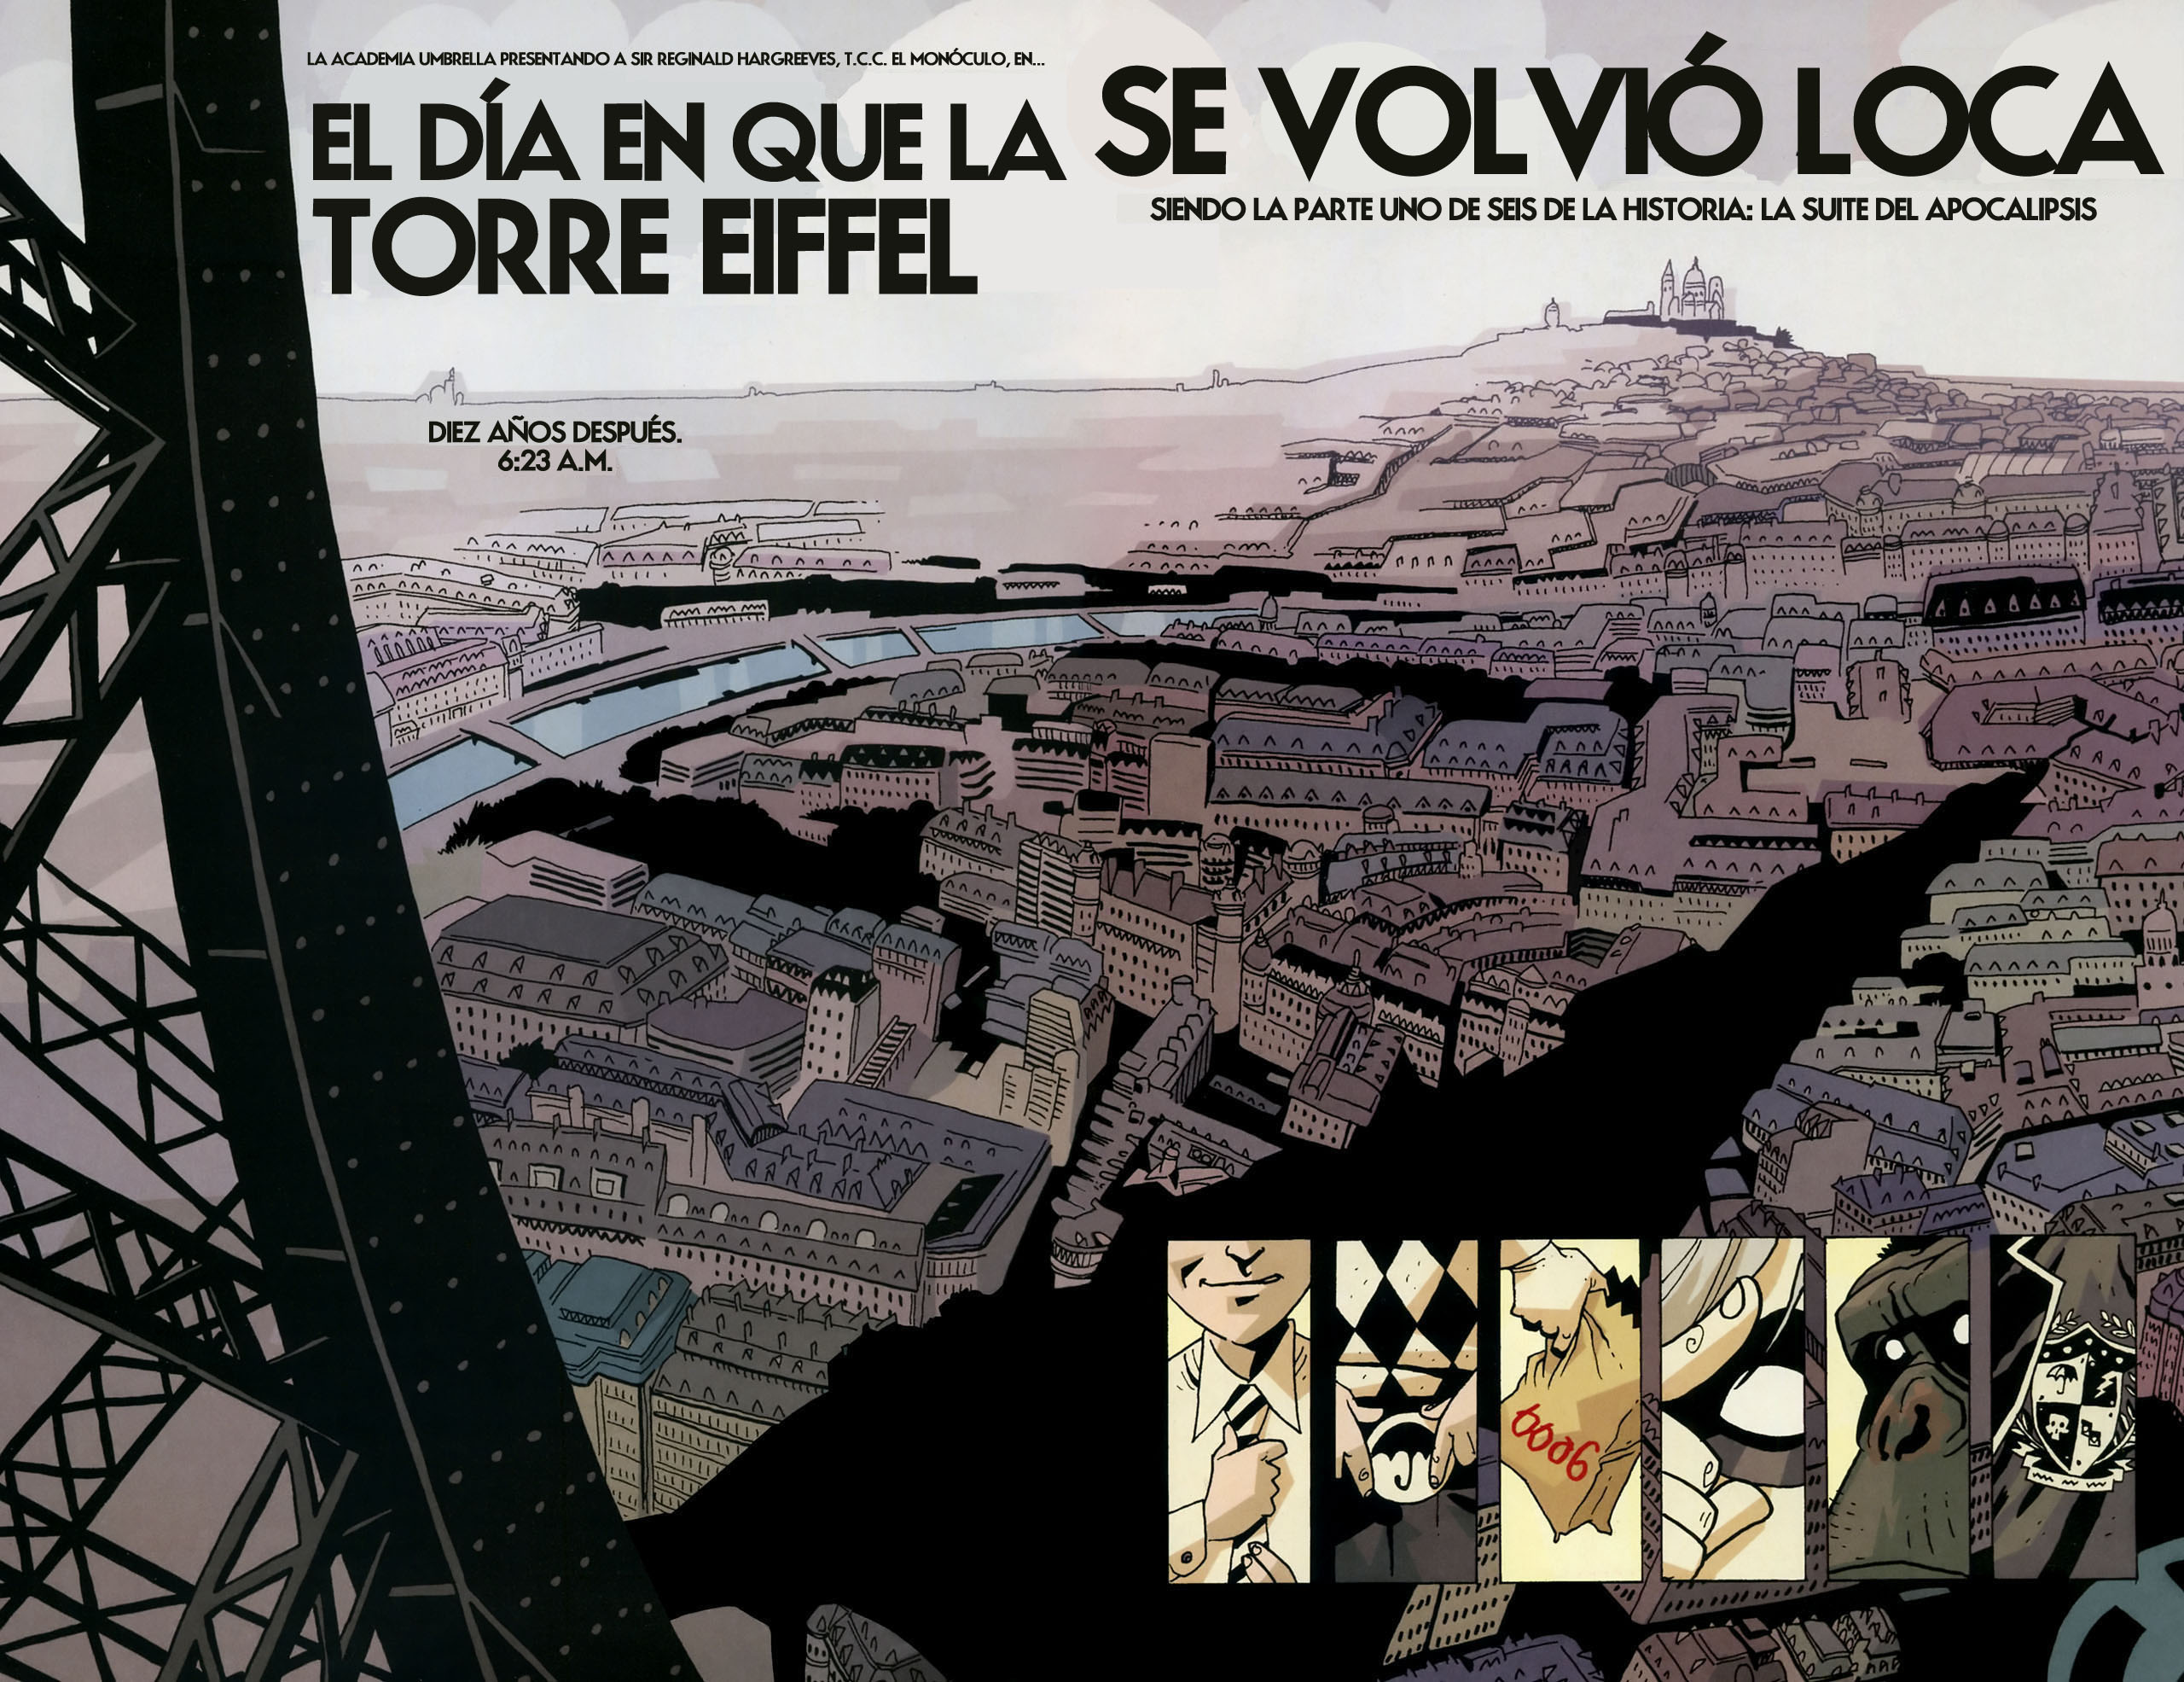 LA ACADEMIA UMBRELLA PRESENTANDO A SIR REGINALD HARGREEVES, T.C.C. EL MONÓCULO, EN...
EL DÍA EN QUE LA
TORRE EIFFEL
SE VOLVIÓ LOCA
SIENDO LA PARTE UNO DE SEIS DE LA HISTORIA: LA SUITE DEL APOCALIPSIS
DIEZ AÑOS DESPUÉS.
6:23 A.M.